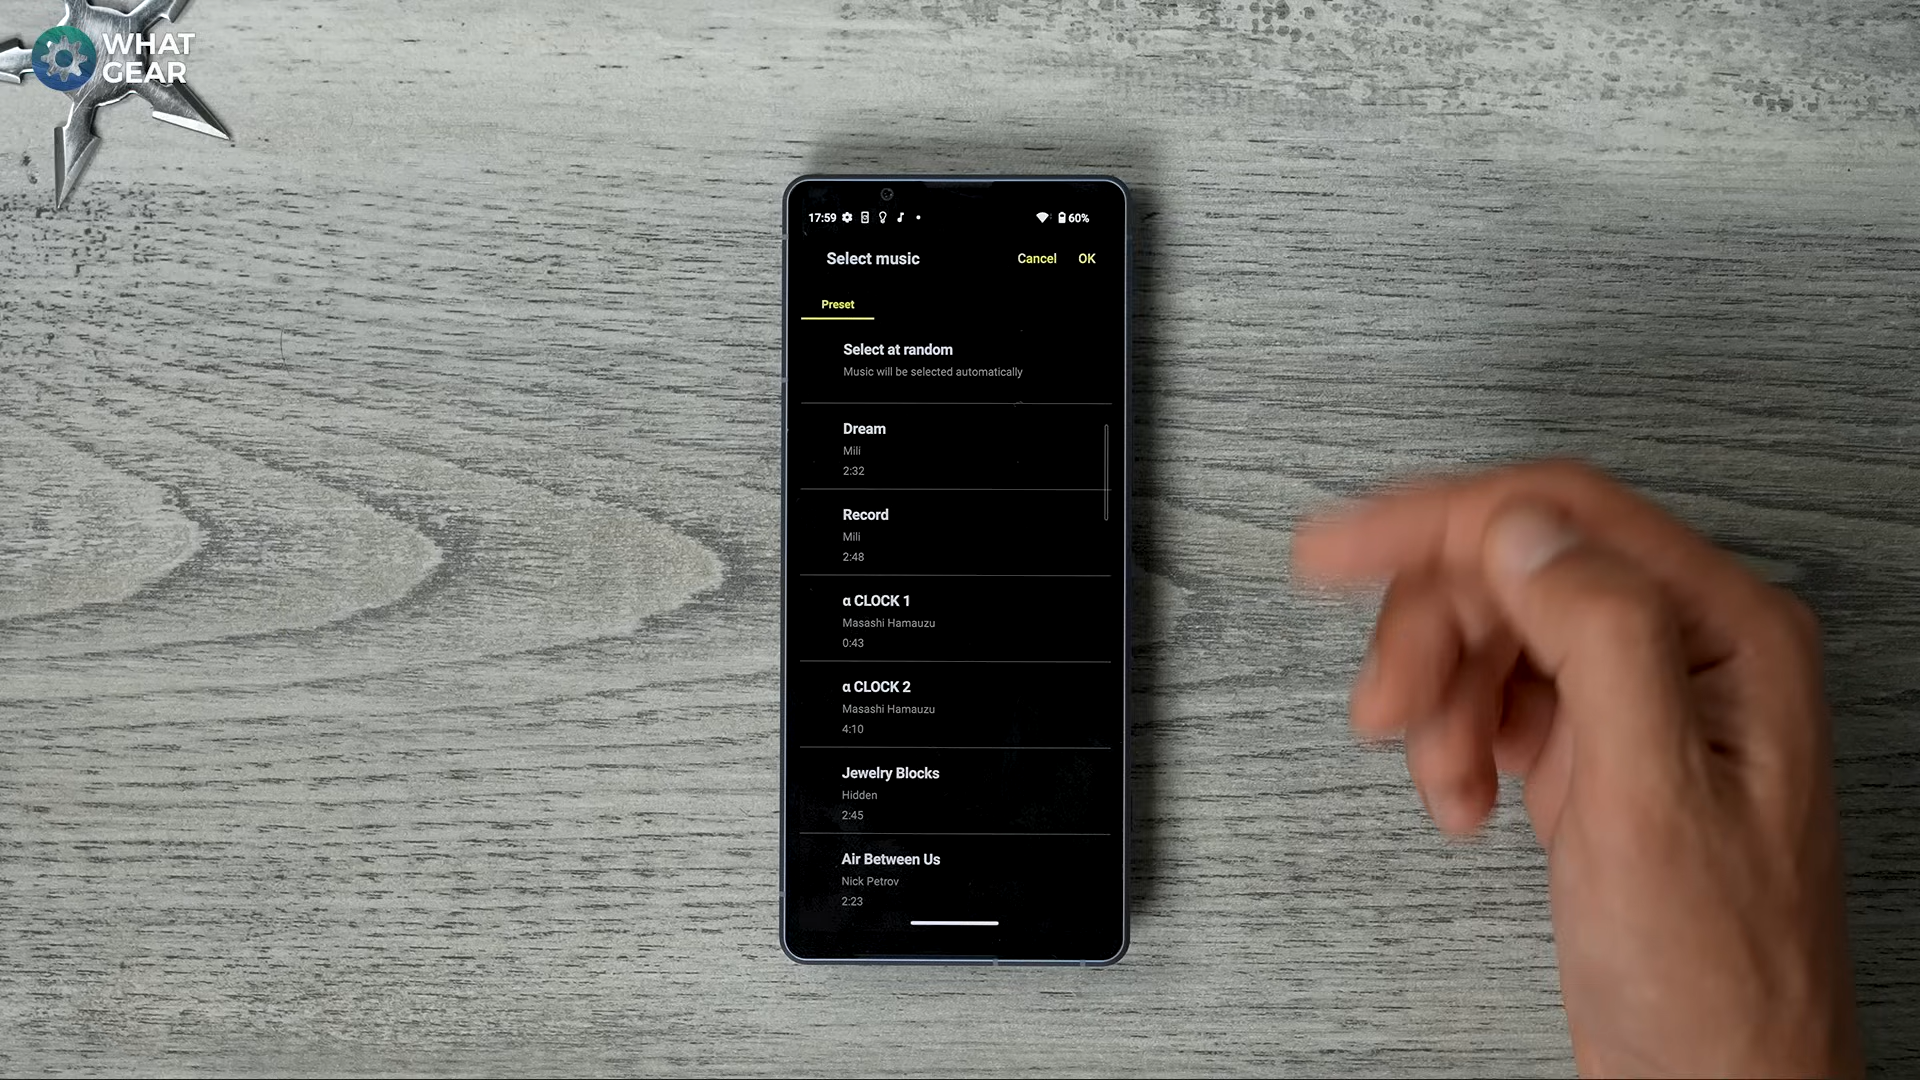 WHAT
GEAR
17:59
60%
Select music
Cancel
OK
Preset
Select at random
Music will be selected automatically
Dream
Mili
2:32
Record
Mili
2:48
α CLOCK 1
Masashi Hamauzu
0:43
α CLOCK 2
Masashi Hamauzu
4:10
Jewelry Blocks
Hidden
2:45
Air Between Us
Nick Petrov
2:23